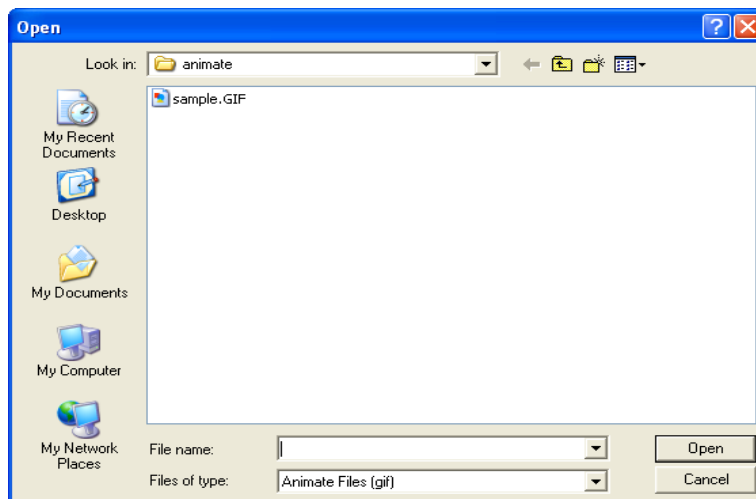 Open
Look in:
animate
sample.GIF
My Recent
Documents
Desktop
My Documents
My Computer
My Network
Places
File name:
Open
Files of type:
Animate Files (gif)
Cancel